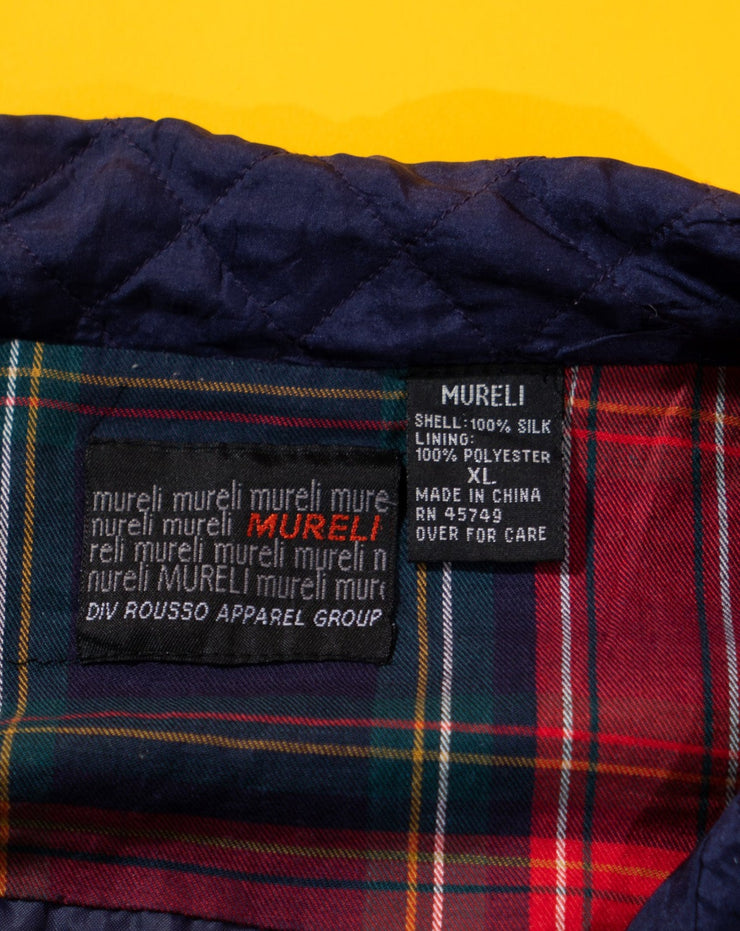 mureli mureli mureli mure
nureli mureli MURELI
reli mureli mureli mureli n
nureli MURELI mureli mur
DIV ROUSSO APPAREL GROUP
MURELI
SHELL: 100% SILK
LINING:
100% POLYESTER
XL
MADE IN CHINA
RN 45749
OVER FOR CARE